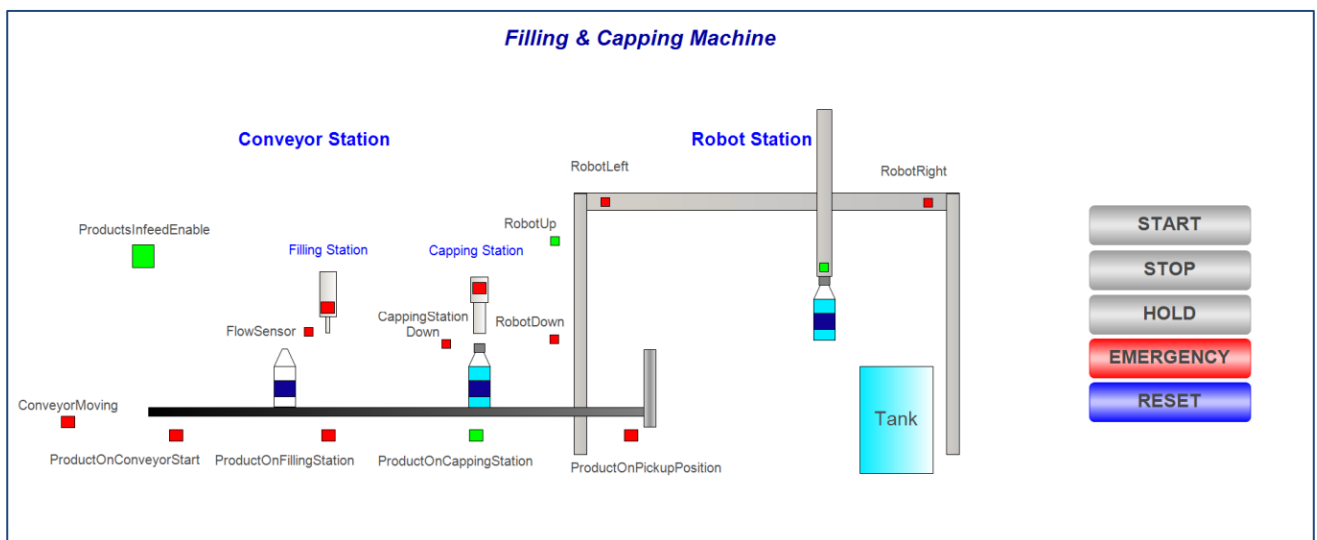 Filling & Capping Machine
Conveyor Station
Robot Station
RobotLeft
RobotRight
ProductsInfeedEnable
RobotUp
Filling Station
Capping Station
FlowSensor
CappingStation
Down
RobotDown
ConveyorMoving
ProductOnConveyorStart
ProductOnFillingStation
ProductOnCappingStation
ProductOnPickupPosition
Tank
START
STOP
HOLD
EMERGENCY
RESET